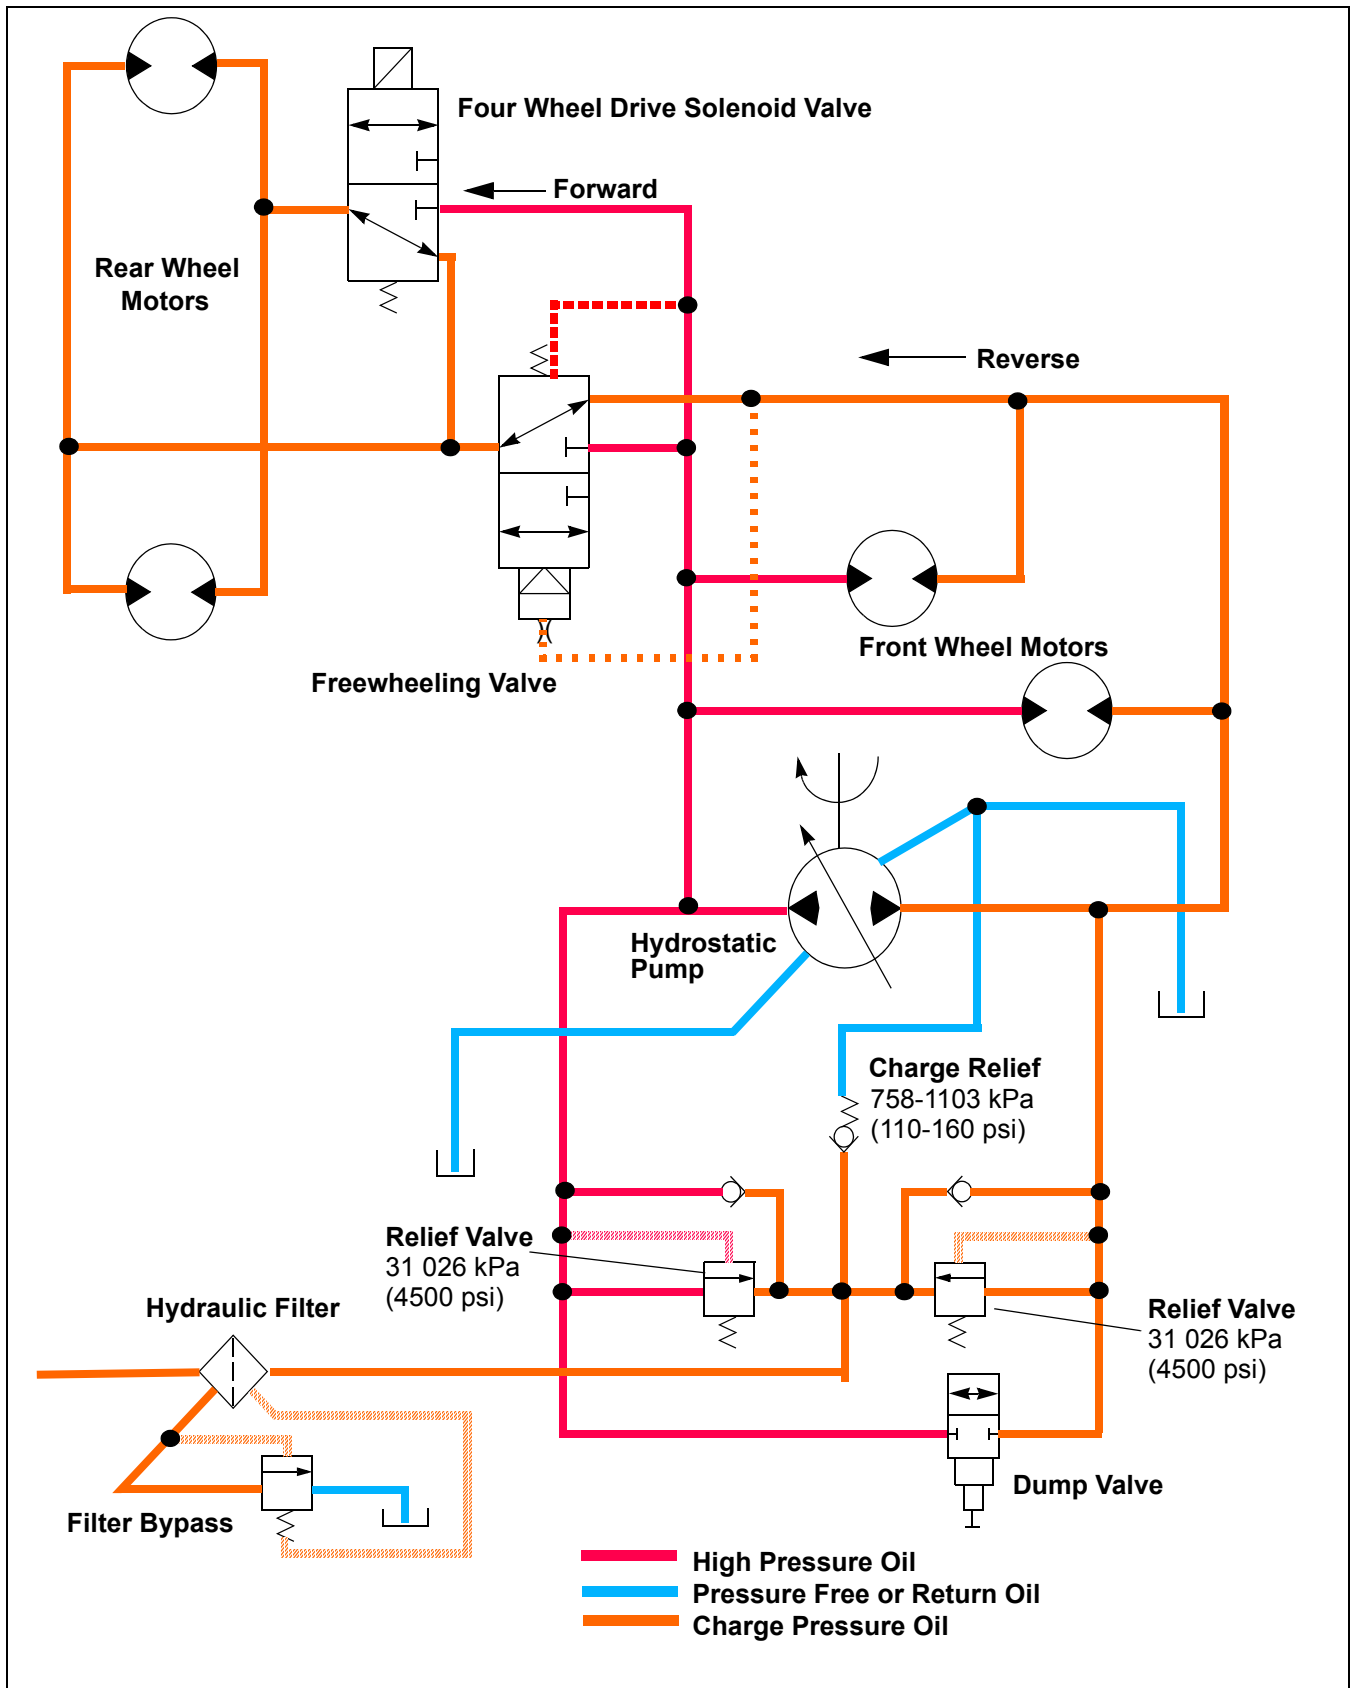 Four Wheel Drive Solenoid Valve
Forward
Rear Wheel
Motors
Reverse
Front Wheel Motors
Freewheeling Valve
Hydrostatic
Pump
Charge Relief
758-1103 kPa
(110-160 psi)
Relief Valve
31 026 kPa
(4500 psi)
Hydraulic Filter
Relief Valve
31 026 kPa
(4500 psi)
Dump Valve
Filter Bypass
High Pressure Oil
Pressure Free or Return Oil
Charge Pressure Oil